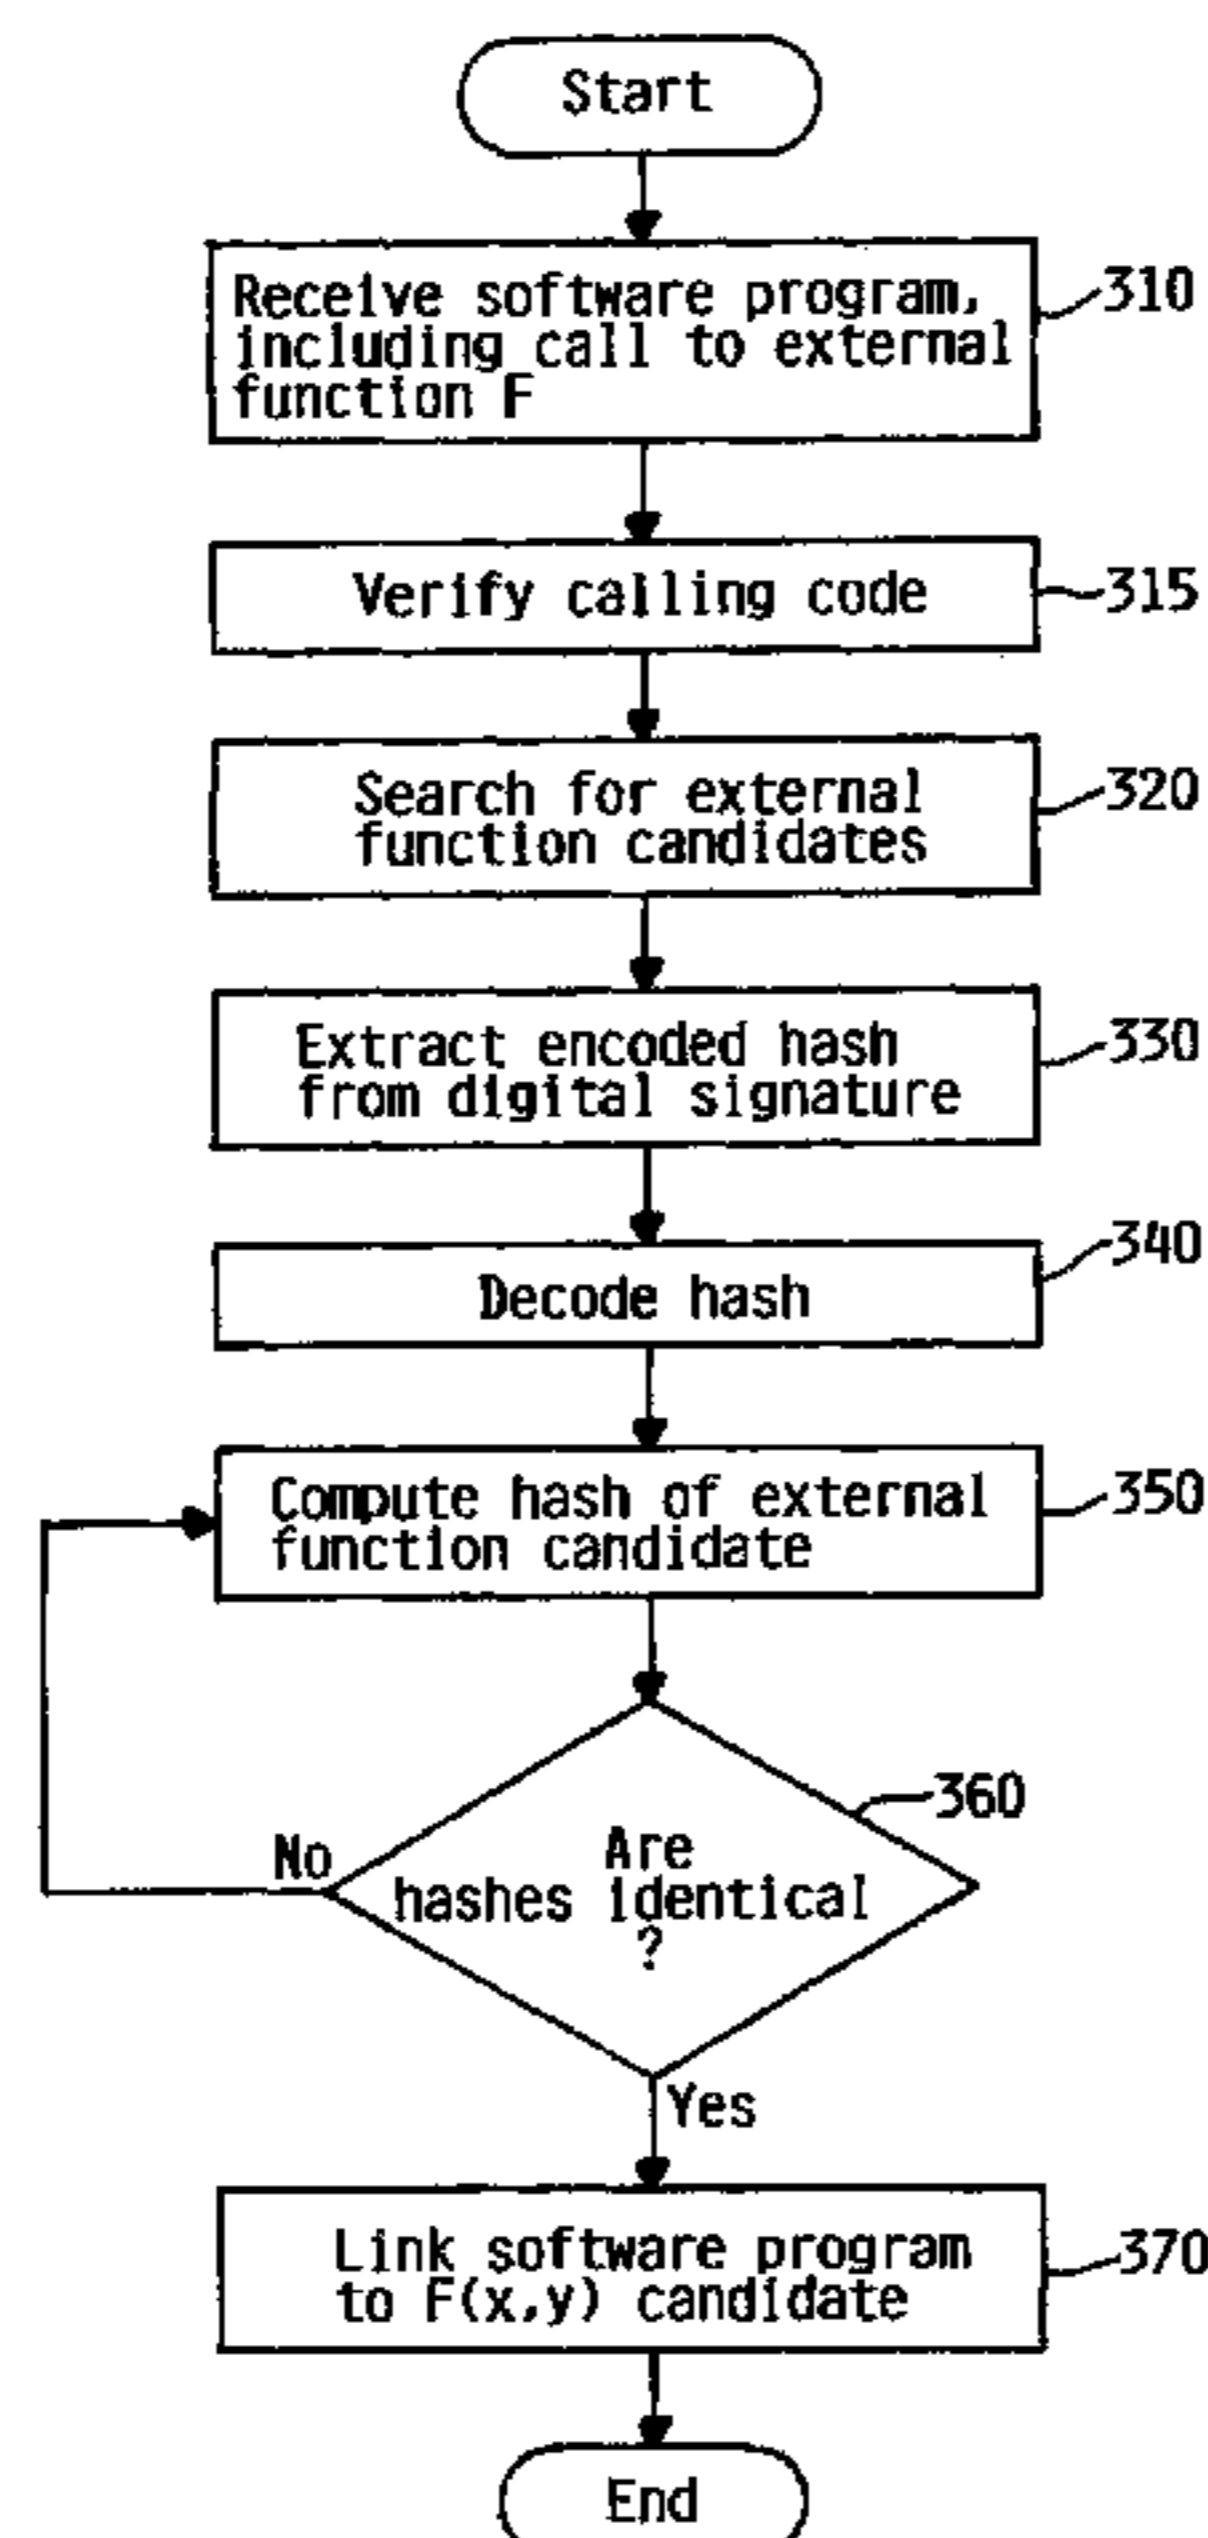 Start
Receive software program,
including call to external
function F
310
Verify calling code
315
Search for external
function candidates
320
Extract encoded hash
from digital signature
330
Decode hash
340
Compute hash of external
function candidate
350
Are
hashes identical
?
360
No
Yes
Link software program
to F(x,y) candidate
370
End